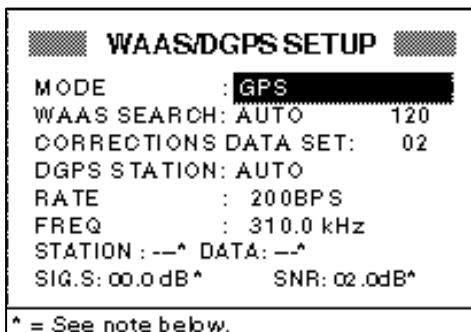 WAAS/DGPS SETUP
MODE : GPS
WAAS SEARCH: AUTO 120
CORRECTIONS DATA SET: 02
DGPS STATION: AUTO
RATE : 200BPS
FREQ : 310.0 kHz
STATION : ---* DATA: ---*
SIG.S: 00.0 dB* SNR: 02.0dB*
* = See note below.